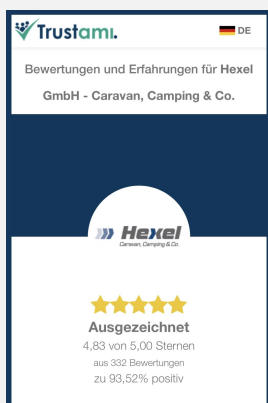 Trustami.
DE
Bewertungen und Erfahrungen für Hexel
GmbH - Caravan, Camping & Co.
Hexel
Caravan, Camping & Co.
Ausgezeichnet
4,83 von 5,00 Sternen
aus 332 Bewertungen
zu 93,52% positiv